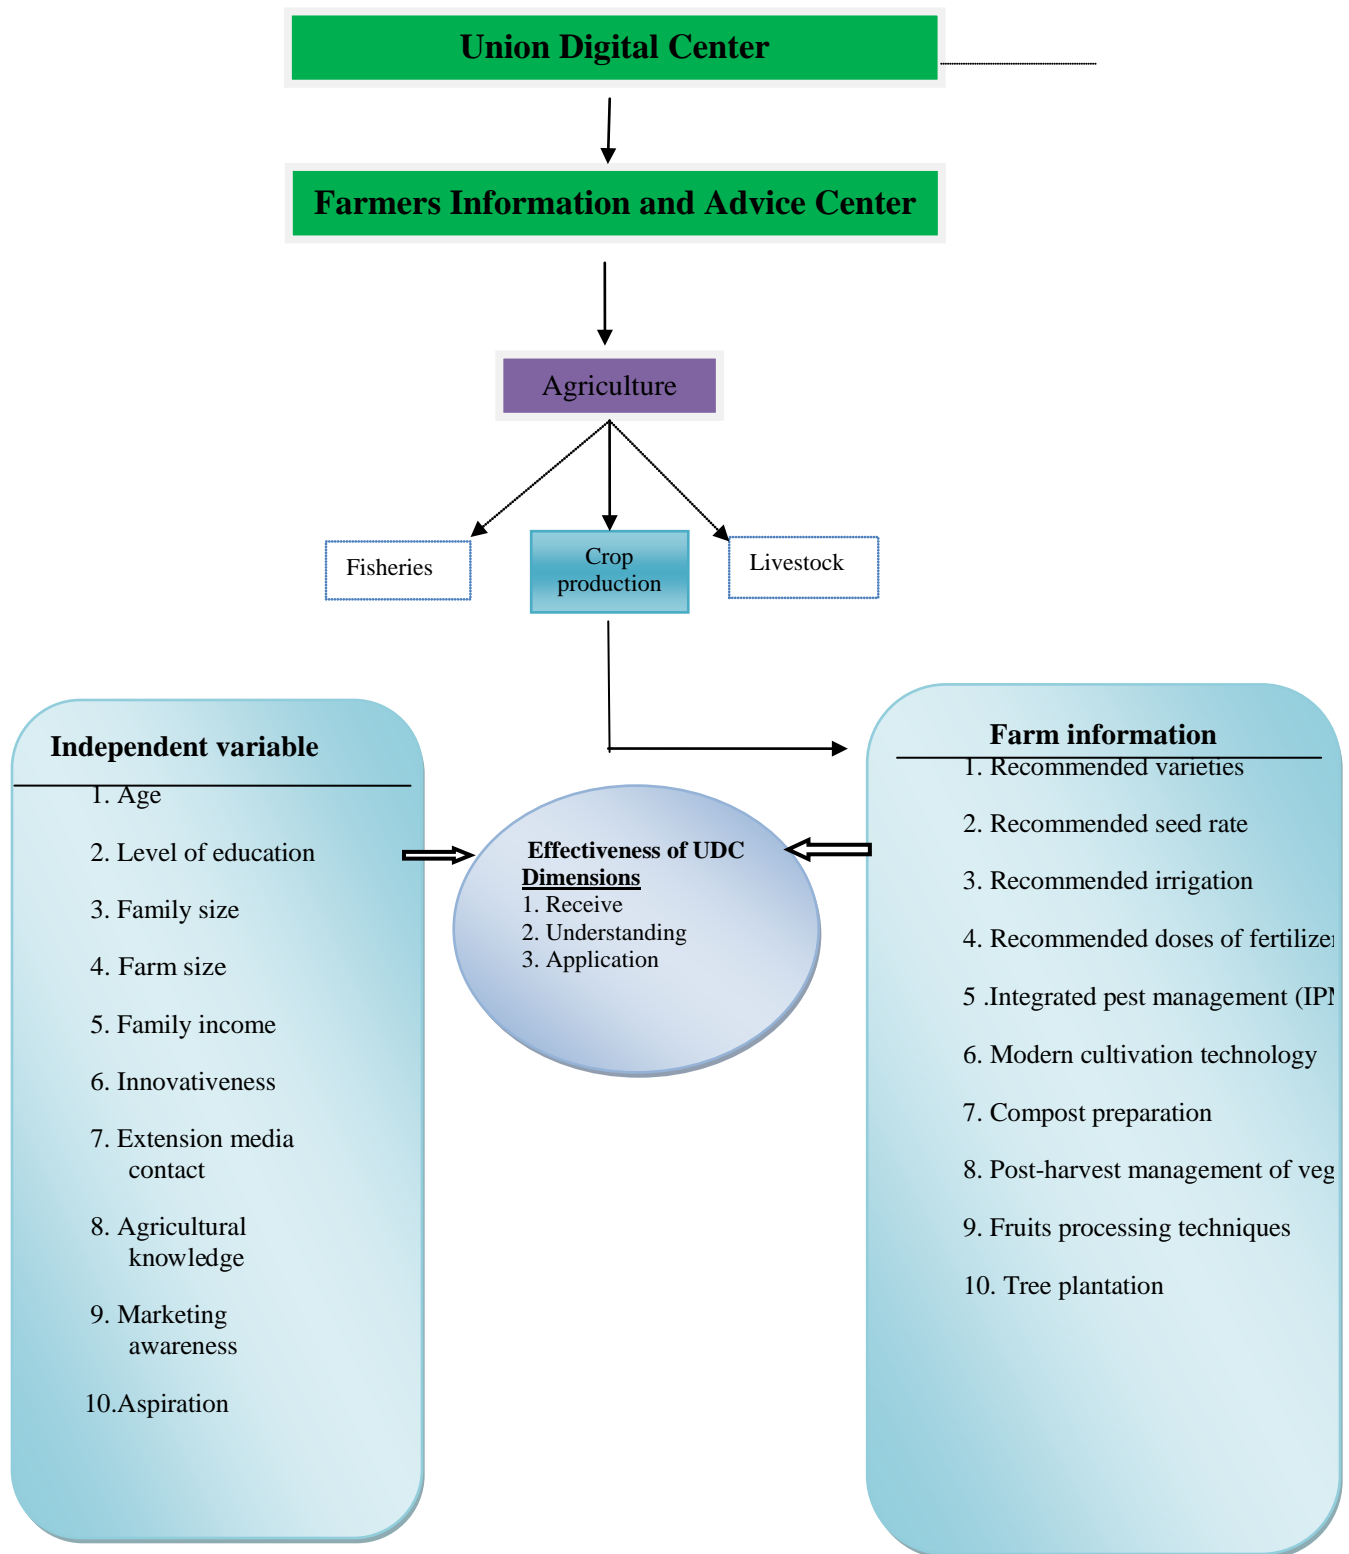 Union Digital Center
Farmers Information and Advice Center
Agriculture
Fisheries
Crop
production
Livestock
Independent variable
1. Age
2. Level of education
3. Family size
4. Farm size
5. Family income
6. Innovativeness
7. Extension media
contact
8. Agricultural
knowledge
9. Marketing
awareness
10.Aspiration
Effectiveness of UDC
Dimensions
1. Receive
2. Understanding
3. Application
Farm information
1. Recommended varieties
2. Recommended seed rate
3. Recommended irrigation
4. Recommended doses of
5 .Integrated pest management
6. Modern cultivation technology
7. Compost preparation
8. Post-harvest management of
9. Fruits processing techniques
10. Tree plantation